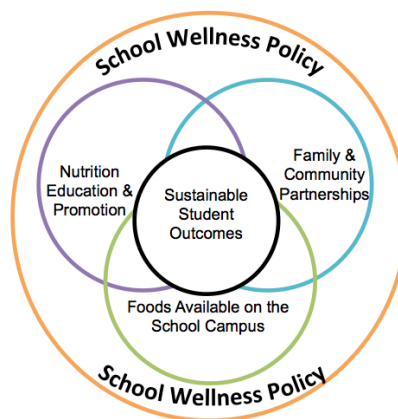 School Wellness Policy
Nutrition
Education &
Promotion
Family &
Community
Partnerships
Sustainable
Student
Outcomes
Foods Available on the
School Campus
School Wellness Policy